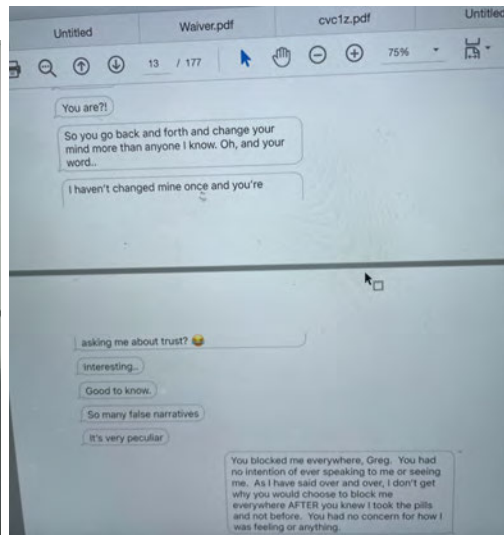 Untitled
Waiver.pdf
cvc1z.pdf
Untitled
13 / 177
75%
You are?!
So you go back and forth and change your
mind more than anyone I know. Oh, and your
word..
I haven't changed mine once and you're
asking me about trust? 😂
Interesting..
Good to know.
So many false narratives
It's very peculiar
You blocked me everywhere, Greg. You had
no intention of ever speaking to me or seeing
me. As I have said over and over, I don't get
why you would choose to block me
everywhere AFTER you knew I took the pills
and not before. You had no concern for how I
was feeling or anything.